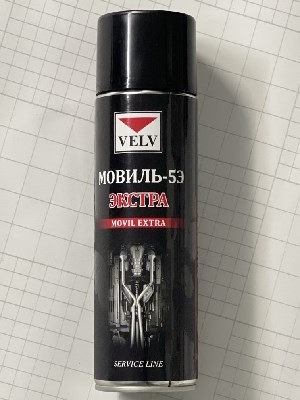 VELV
МОВИЛЬ-5Э
ЭКСТРА
MOVIL EXTRA
SERVICE LINE